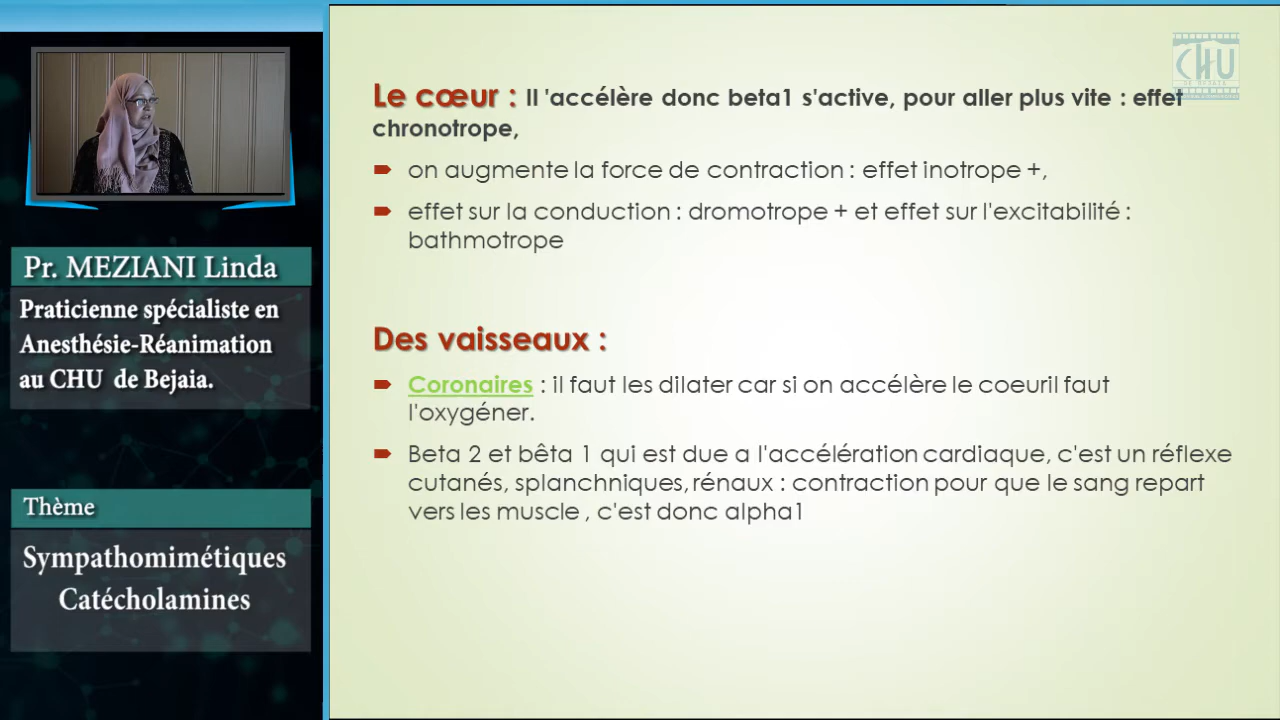 CHU
Le cœur : Il 'accélère donc beta1 s'active, pour aller plus vite : effet
chronotrope,
on augmente la force de contraction : effet inotrope +,
effet sur la conduction : dromotrope + et effet sur l'excitabilité :
bathmotrope
Des vaisseaux :
Coronaires : il faut les dilater car si on accélère le coeuril faut
l'oxygéner.
Beta 2 et bêta 1 qui est due a l'accélération cardiaque, c'est un réflexe
cutanés, splanchniques, rénaux : contraction pour que le sang repart
vers les muscle , c'est donc alpha1
Pr. MEZIANI Linda
Praticienne spécialiste en
Anesthésie-Réanimation
au CHU de Bejaia.
Thème
Sympathomimétiques
Catécholamines